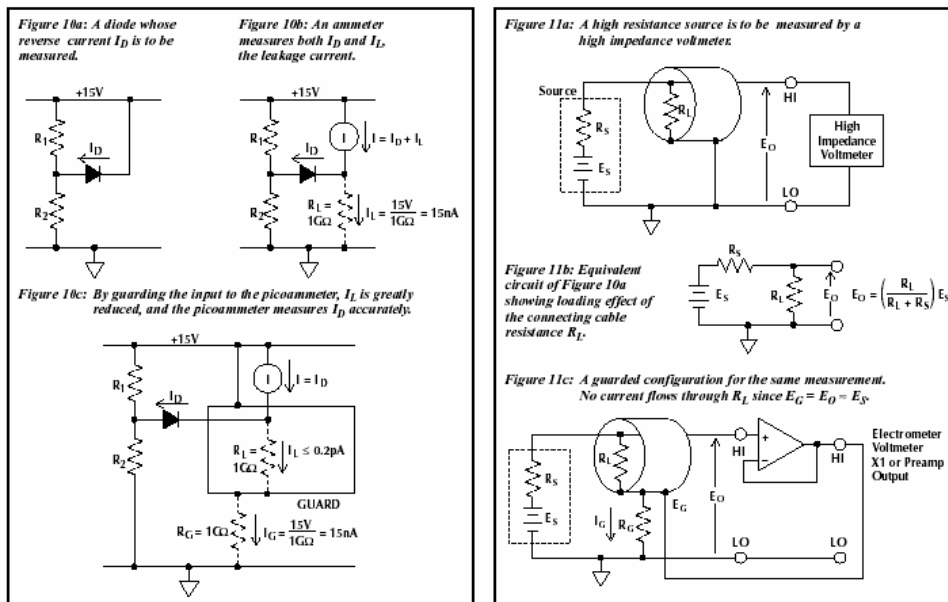 Figure 10a: A diode whose
reverse current ID is to be
measured.
Figure 10b: An ammeter
measures both ID and IL,
the leakage current.
+15V
R1
ID
R2
+15V
R1
I
I = ID + IL
ID
R2
RL =
1GΩ
IL = 15V / 1GΩ = 15nA
Figure 10c: By guarding the input to the picoammeter, IL is greatly
reduced, and the picoammeter measures ID accurately.
+15V
R1
I
I = ID
ID
R2
RL =
1GΩ
IL ≤ 0.2pA
GUARD
RG = 1GΩ
IG = 15V / 1GΩ = 15nA
Figure 11a: A high resistance source is to be measured by a
high impedance voltmeter.
Source
RS
ES
RL
EO
HI
High
Impedance
Voltmeter
LO
Figure 11b: Equivalent
circuit of Figure 10a
showing loading effect of
the connecting cable
resistance RL.
RS
ES
RL
EO
EO = (RL / RL + RS) ES
Figure 11c: A guarded configuration for the same measurement.
No current flows through RL since EG = EO ≈ ES.
RS
ES
RL
EG
IG
RG
EO
HI
+
−
HI
Electrometer
Voltmeter
X1 or Preamp
Output
LO
LO